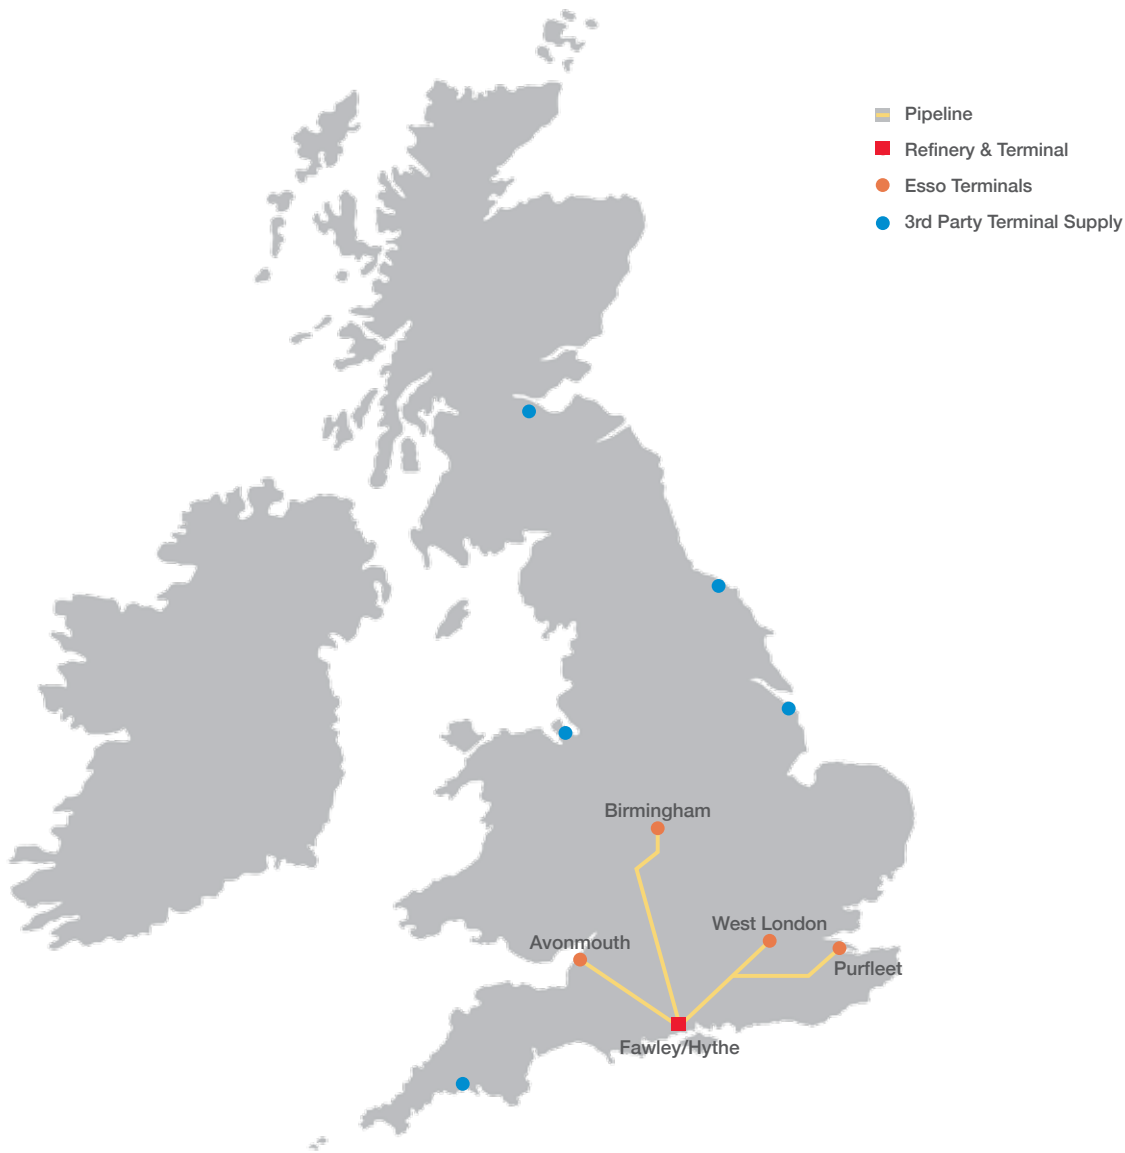 Pipeline
Refinery & Terminal
Esso Terminals
3rd Party Terminal Supply
Birmingham
West London
Avonmouth
Purfleet
Fawley/Hythe